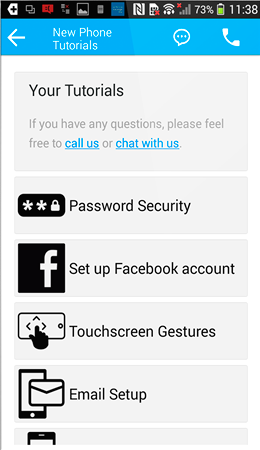 73% 11:38
New Phone
Tutorials
Your Tutorials
If you have any questions, please feel
free to call us or chat with us.
** Password Security
f Set up Facebook account
Touchscreen Gestures
Email Setup